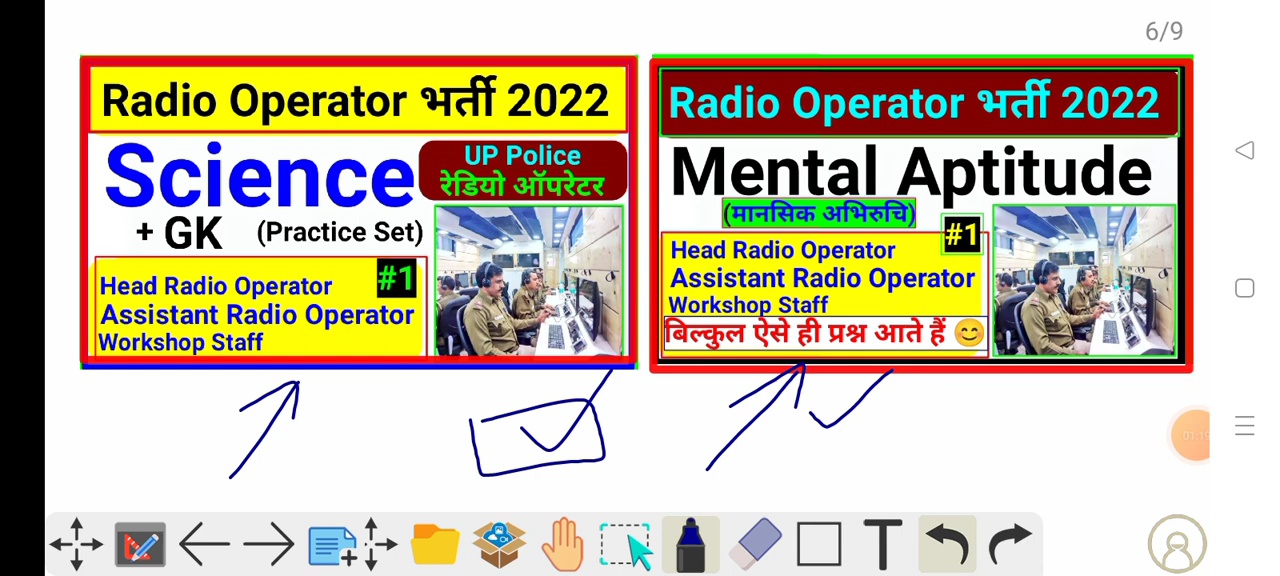 6/9
Radio Operator भर्ती 2022
Science
UP Police
रेडियो ऑपरेटर
+ GK (Practice Set)
#1
Head Radio Operator
Assistant Radio Operator
Workshop Staff
Radio Operator भर्ती 2022
Mental Aptitude
(मानसिक अभिरुचि)
#1
Head Radio Operator
Assistant Radio Operator
Workshop Staff
बिल्कुल ऐसे ही प्रश्न आते हैं 😊
01:19
T